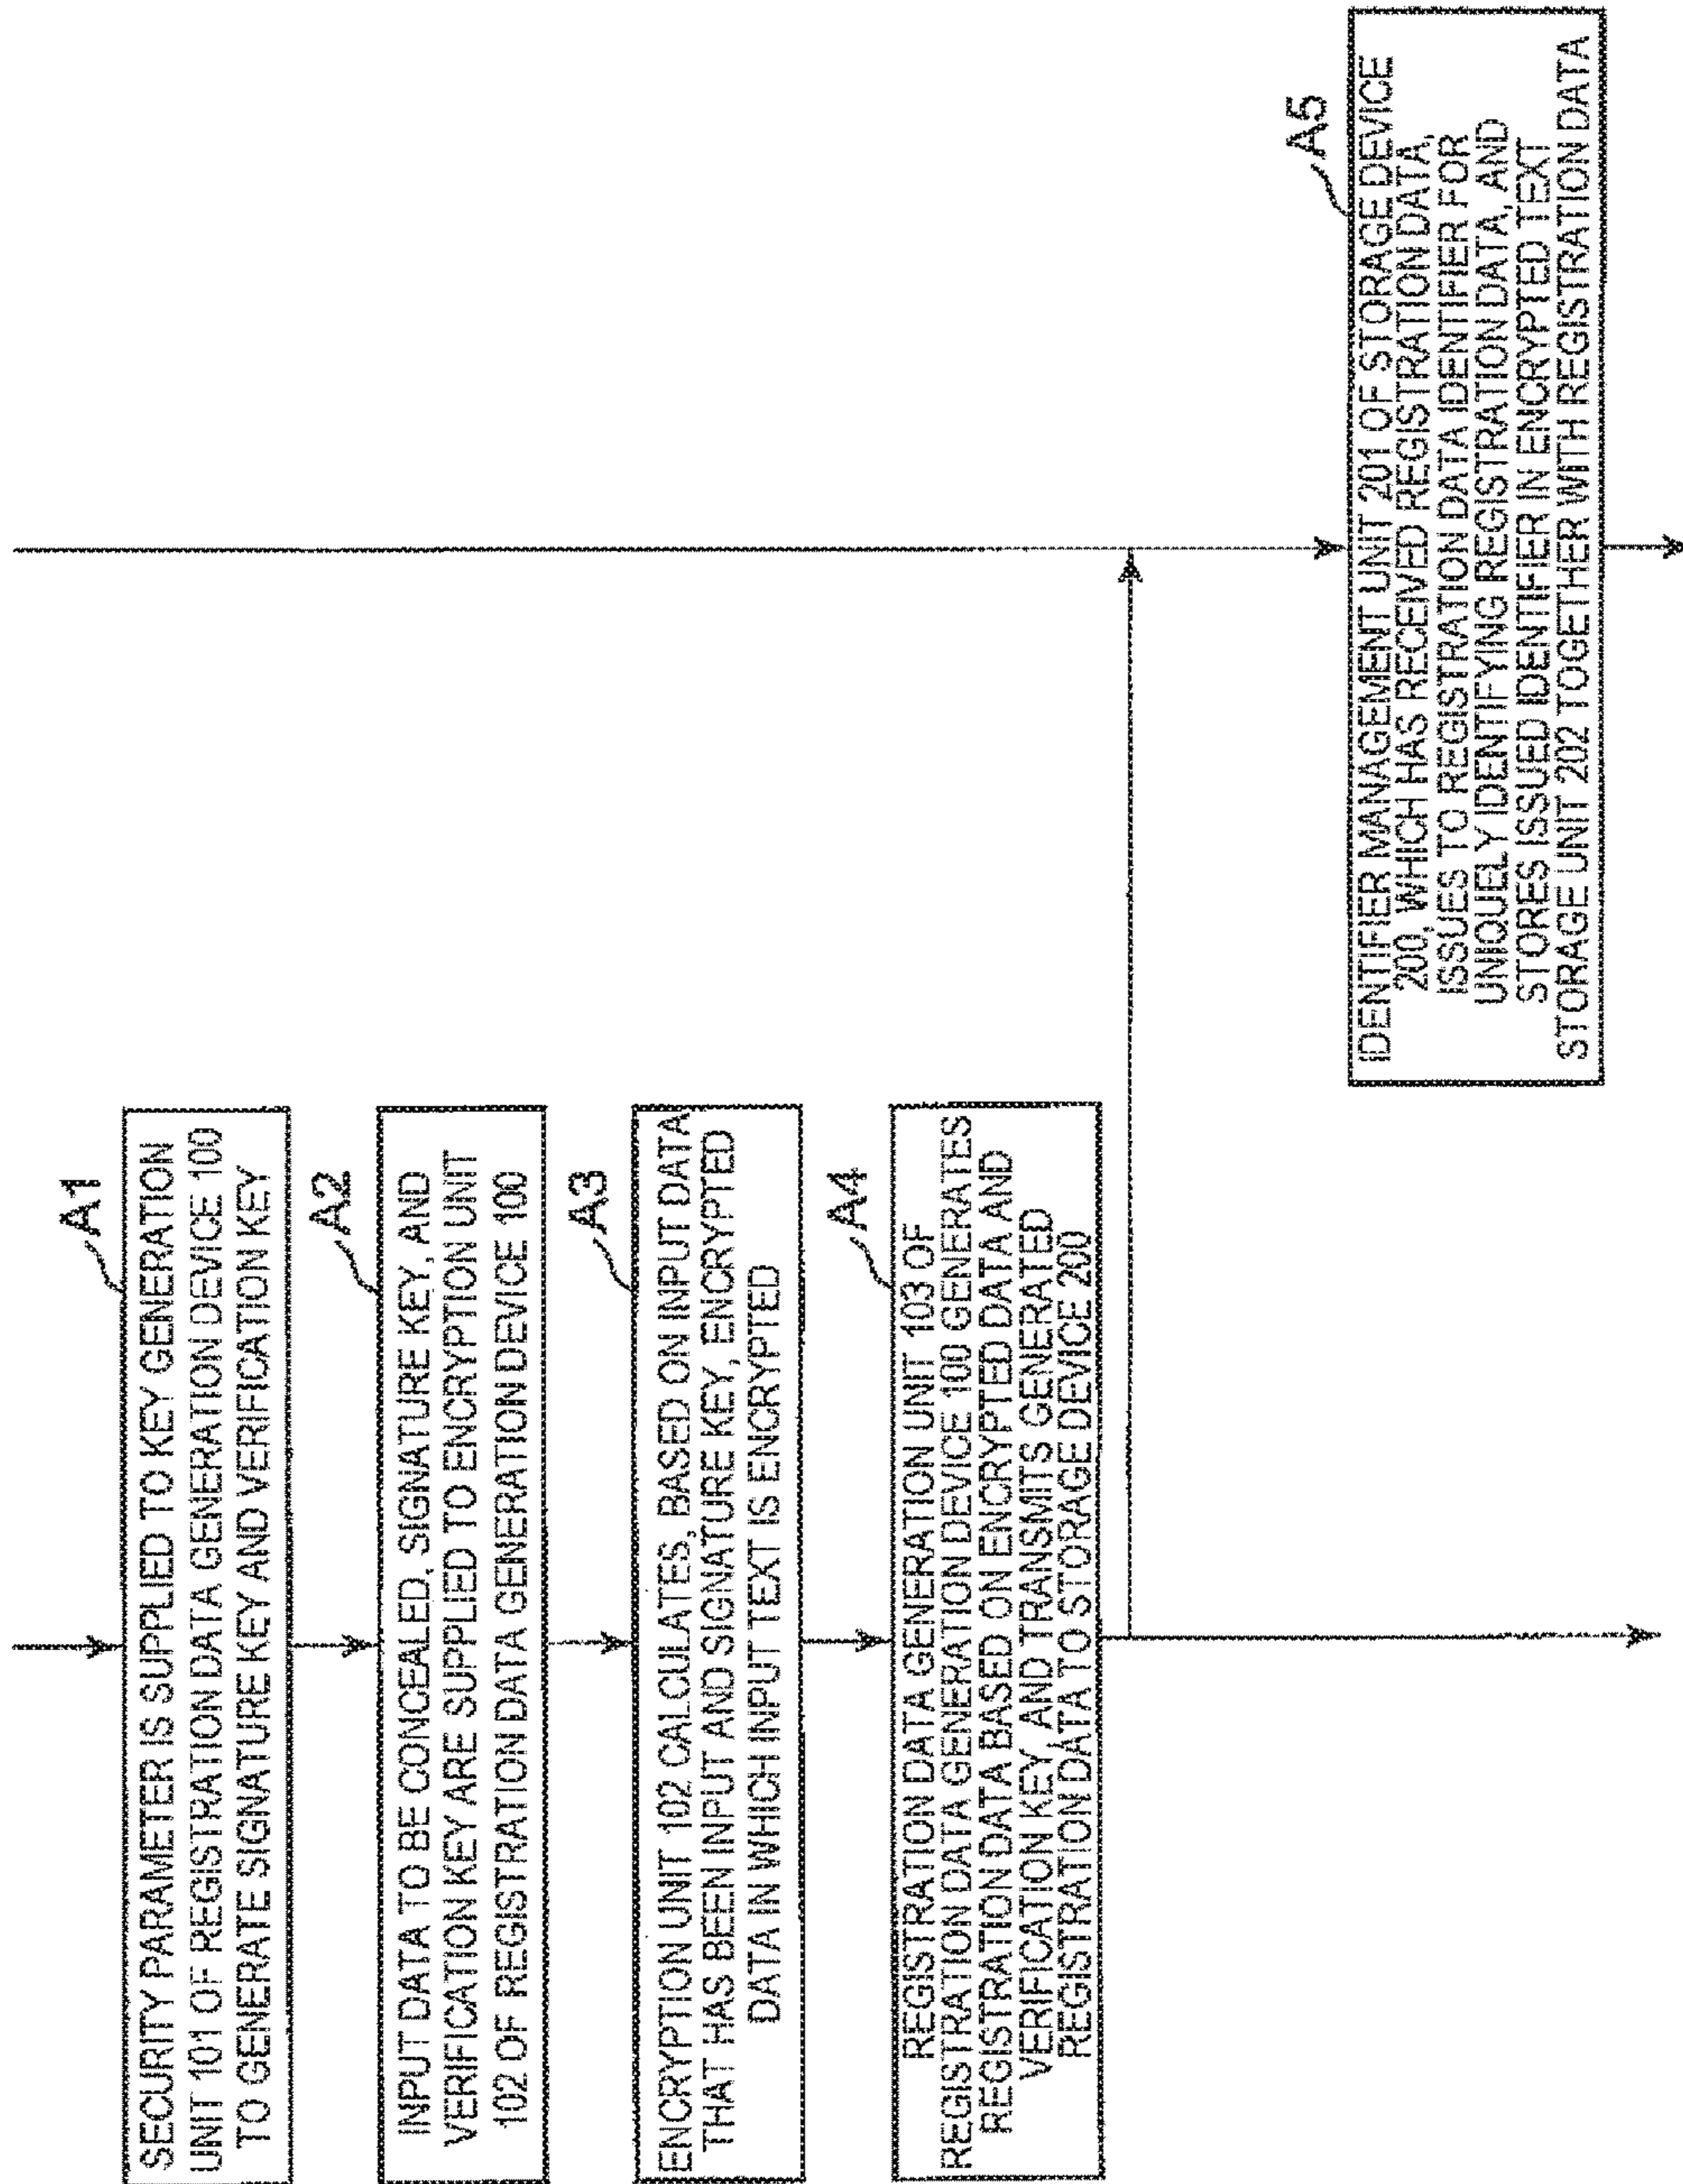 A1
SECURITY PARAMETER IS SUPPLIED TO KEY GENERATION
UNIT 101 OF REGISTRATION DATA GENERATION DEVICE 100
TO GENERATE SIGNATURE KEY AND VERIFICATION KEY
A2
INPUT DATA TO BE CONCEALED, SIGNATURE KEY, AND
VERIFICATION KEY ARE SUPPLIED TO ENCRYPTION UNIT
102 OF REGISTRATION DATA GENERATION DEVICE 100
A3
ENCRYPTION UNIT 102 CALCULATES, BASED ON INPUT DATA
THAT HAS BEEN INPUT AND SIGNATURE KEY, ENCRYPTED
DATA IN WHICH INPUT TEXT IS ENCRYPTED
A4
REGISTRATION DATA GENERATION UNIT 103 OF
REGISTRATION DATA GENERATION DEVICE 100 GENERATES
REGISTRATION DATA BASED ON ENCRYPTED DATA AND
VERIFICATION KEY, AND TRANSMITS GENERATED
REGISTRATION DATA TO STORAGE DEVICE 200
A5
IDENTIFIER MANAGEMENT UNIT 201 OF STORAGE DEVICE
200, WHICH HAS RECEIVED REGISTRATION DATA,
ISSUES TO REGISTRATION DATA IDENTIFIER FOR
UNIQUELY IDENTIFYING REGISTRATION DATA, AND
STORES ISSUED IDENTIFIER IN ENCRYPTED TEXT
STORAGE UNIT 202 TOGETHER WITH REGISTRATION DATA